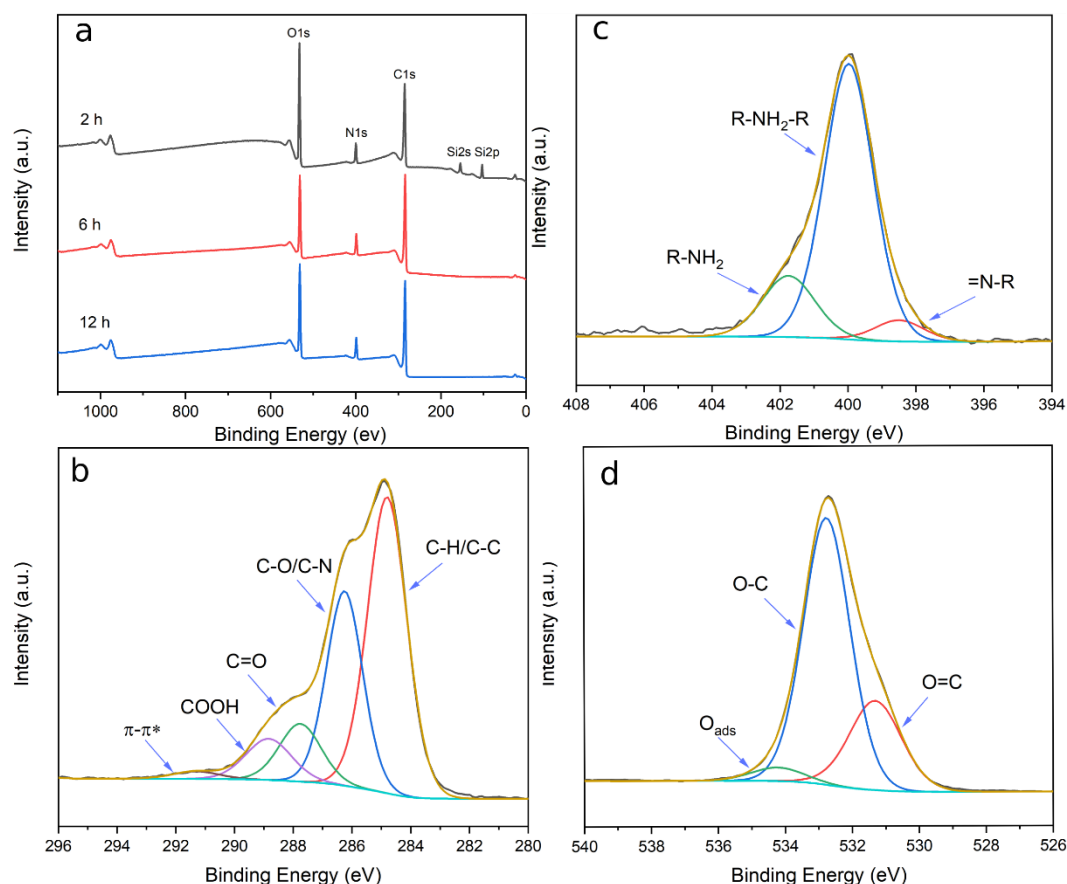 a
O1s
C1s
2 h
N1s
Si2s Si2p
6 h
12 h
Intensity (a.u.)
1000 800 600 400 200 0
Binding Energy (ev)
c
R-NH₂-R
R-NH₂
=N-R
Intensity (a.u.)
408 406 404 402 400 398 396 394
Binding Energy (eV)
b
C-H/C-C
C-O/C-N
C=O
COOH
π-π*
Intensity (a.u.)
296 294 292 290 288 286 284 282 280
Binding Energy (eV)
d
O-C
O=C
Oads
Intensity (a.u.)
540 538 536 534 532 530 528 526
Binding Energy (eV)